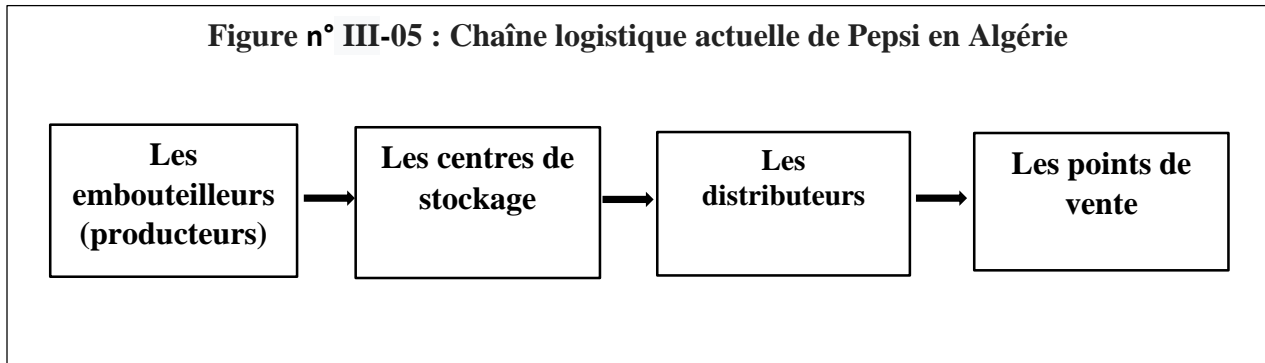 Figure n° III-05 : Chaîne logistique actuelle de Pepsi en Algérie
Les
embouteilleurs
(producteurs)
Les centres de
stockage
Les
distributeurs
Les points de
vente